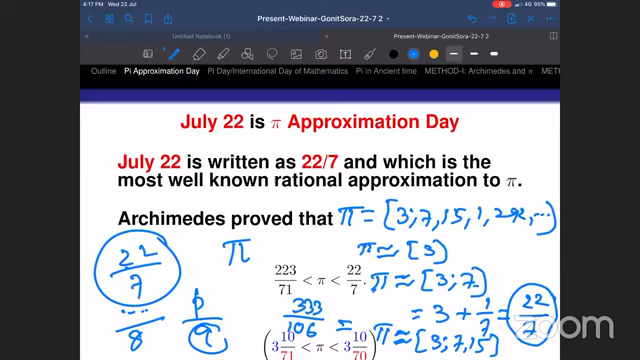 4:17 PM Wed 22 Jul
Present-Webinar-GonitSora-22-7 2
4G 95%
Untitled Notebook (1)
Present-Webinar-GonitSora-22-7 2
Outline Pi Approximation Day Pi Day/International Day of Mathematics Pi in Ancient time METHOD-I: Archimedes and π MET
July 22 is π Approximation Day
July 22 is written as 22/7 and which is the
most well known rational approximation to π.
Archimedes proved that π = [3; 7, 15, 1, 292, ...
22/7 π π ≈ [3]
223/71 < π < 22/7. π ≈ [3; 7]
.../8 p/q 333/106 = = 3 + 1/7 = 22/7
(3 10/71 < π < 3 10/70) π ≈ [3; 7, 15]
zoom